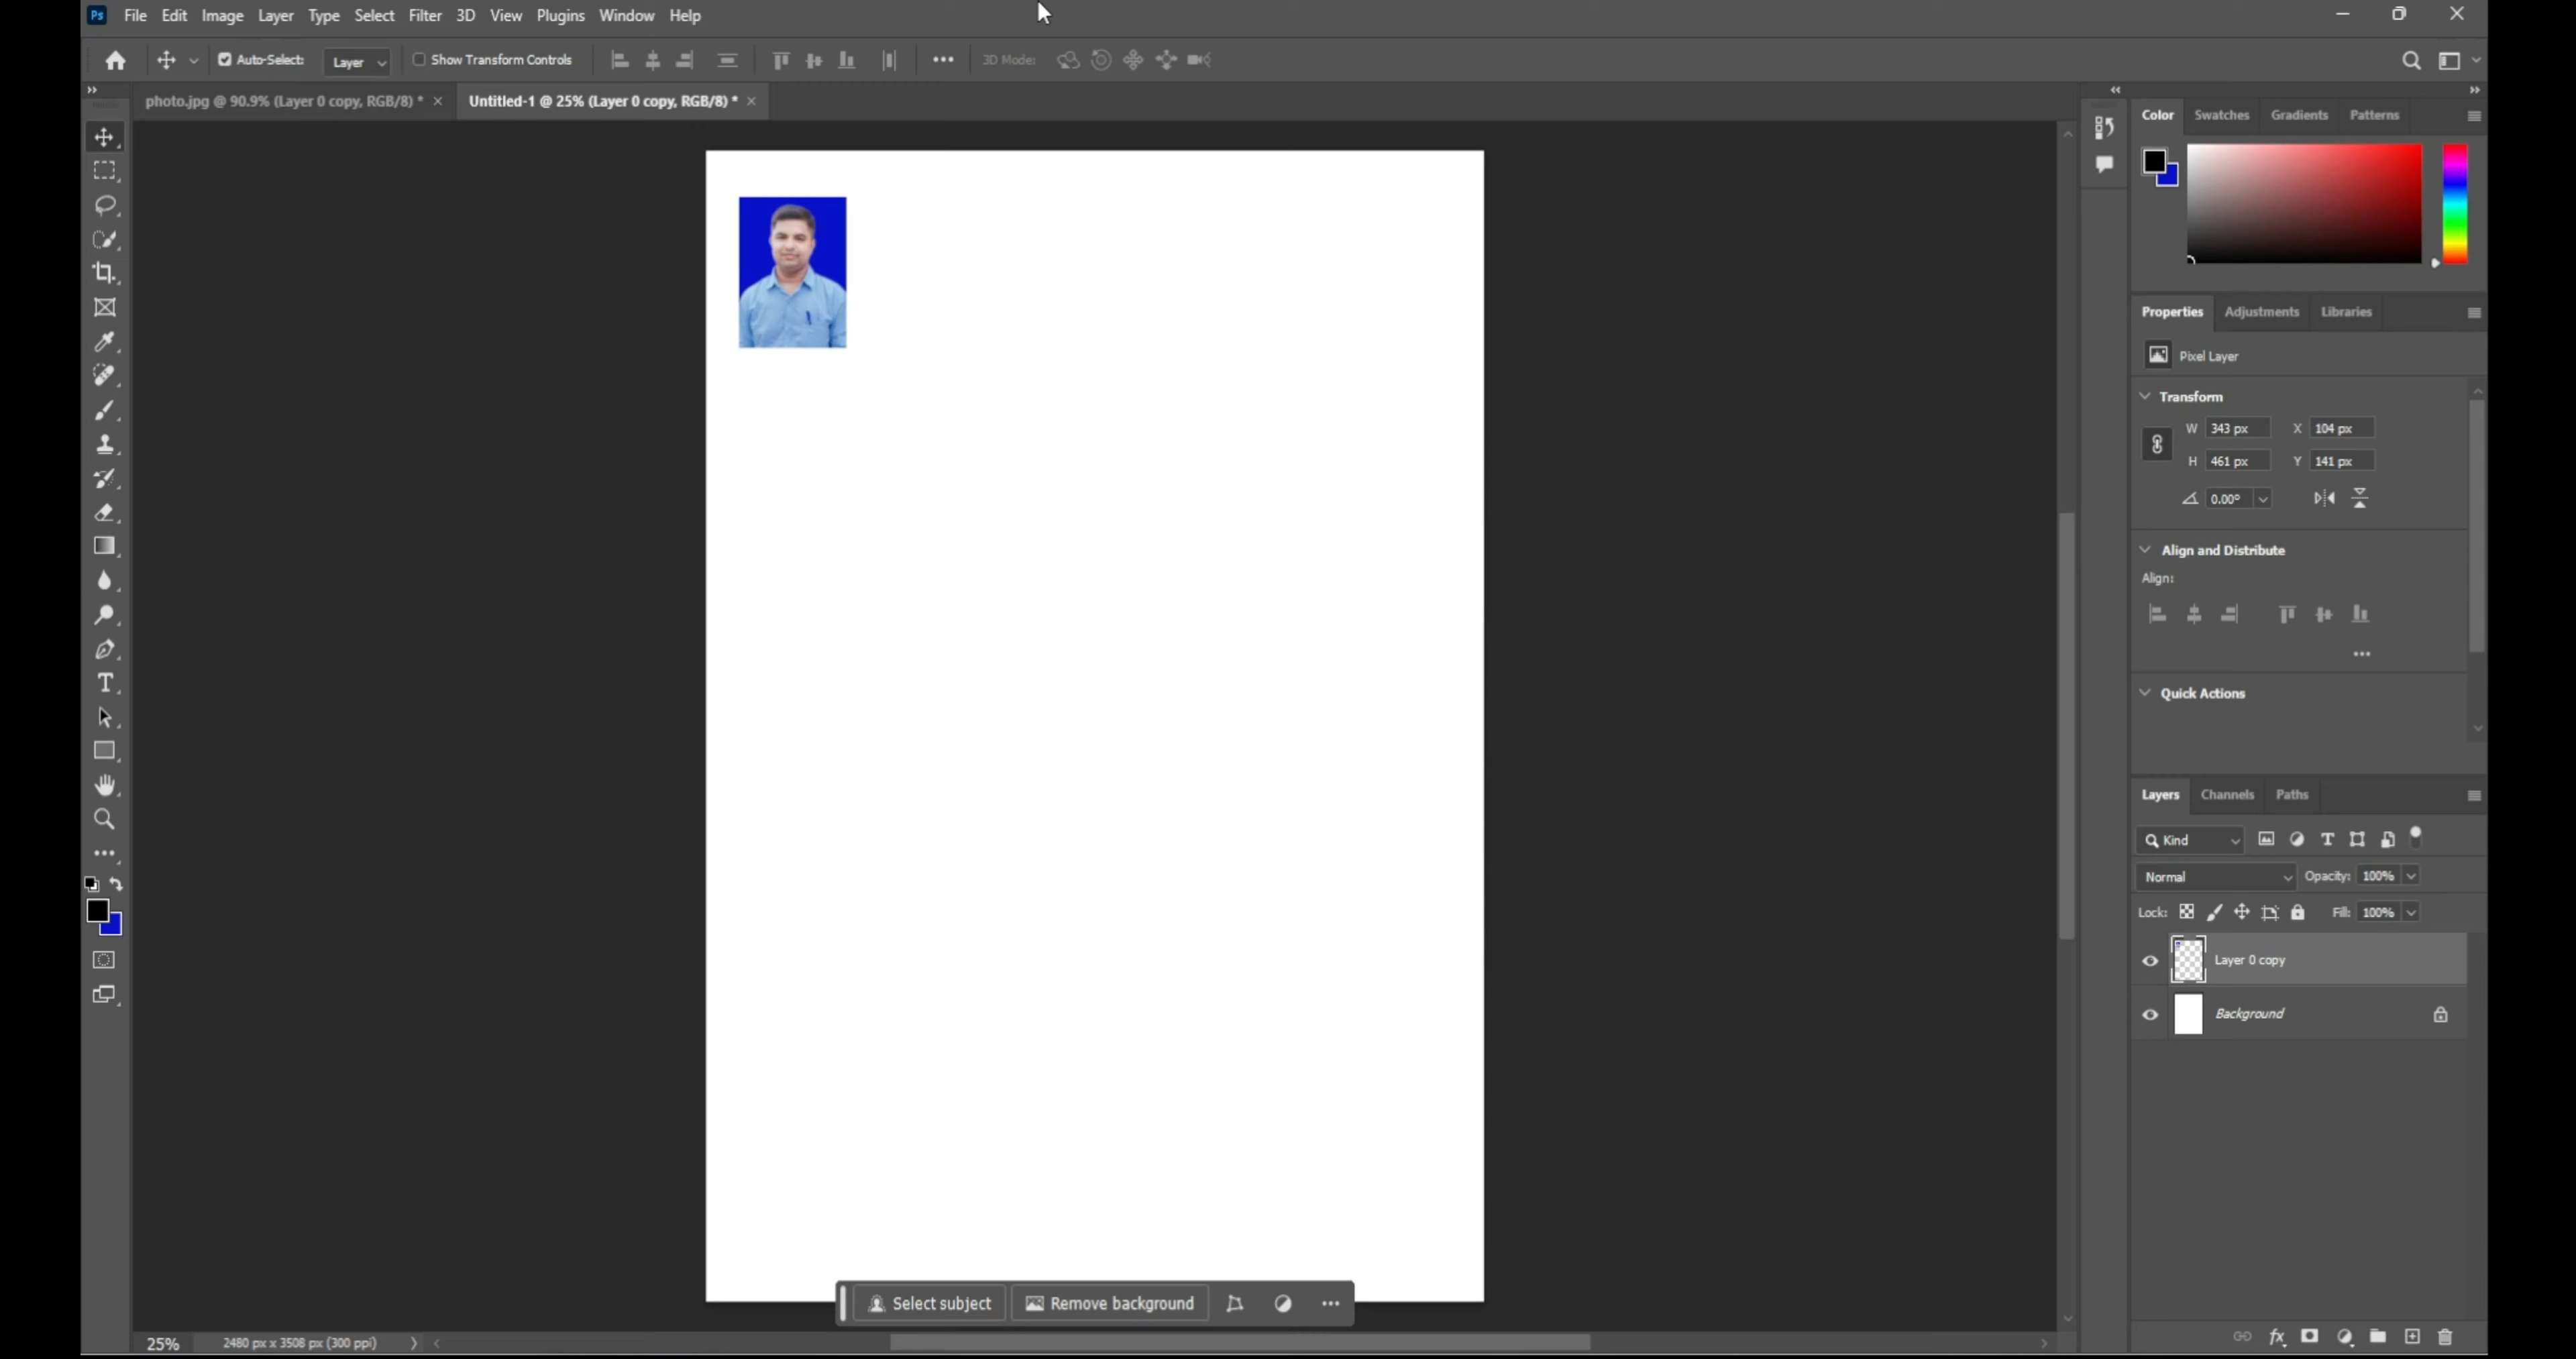 Ps File Edit Image Layer Type Select Filter 3D View Plugins Window Help
Auto-Select: Layer Show Transform Controls 3D Mode:
photo.jpg @ 90.9% (Layer 0 copy, RGB/8) * × Untitled-1 @ 25% (Layer 0 copy, RGB/8) * ×
Color Swatches Gradients Patterns
Properties Adjustments Libraries
Pixel Layer
Transform
W 343 px X 104 px
H 461 px Y 141 px
0.00°
Align and Distribute
Align:
Quick Actions
Layers Channels Paths
Kind
Normal Opacity: 100%
Lock: Fill: 100%
Layer 0 copy
Background
Select subject Remove background
25% 2480 px x 3508 px (300 ppi)